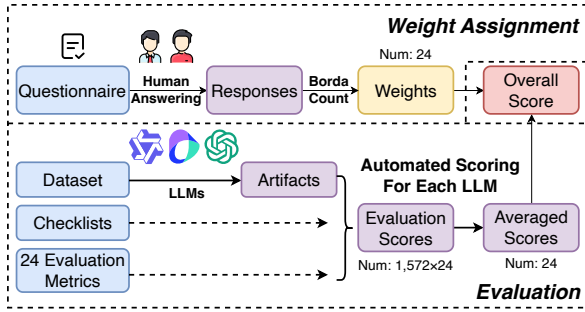 Weight Assignment
Num: 24
Questionnaire
Human
Answering
Responses
Borda
Count
Weights
Overall
Score
Dataset
LLMs
Artifacts
Automated Scoring
For Each LLM
Checklists
Evaluation
Scores
Averaged
Scores
24 Evaluation
Metrics
Num: 1,572×24
Num: 24
Evaluation